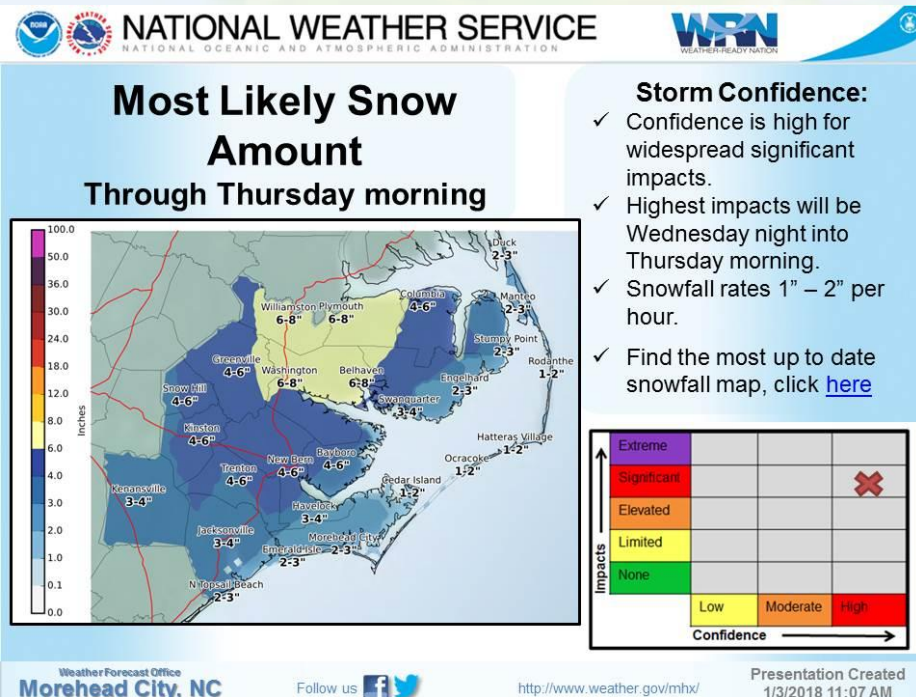 NOAA
NATIONAL WEATHER SERVICE
NATIONAL OCEANIC AND ATMOSPHERIC ADMINISTRATION
WRN
WEATHER-READY NATION
Most Likely Snow
Amount
Through Thursday morning
Storm Confidence:
✓ Confidence is high for
widespread significant
impacts.
✓ Highest impacts will be
Wednesday night into
Thursday morning.
✓ Snowfall rates 1” – 2” per
hour.
✓ Find the most up to date
snowfall map, click here
100.0
50.0
36.0
30.0
24.0
18.0
12.0
8.0
6.0
4.0
3.0
2.0
1.0
0.1
0.0
Inches
Duck
2-3"
Williamston
6-8"
Plymouth
6-8"
Columbia
4-6"
Manteo
2-3"
Stumpy Point
2-3"
Rodanthe
1-2"
Greenville
4-6"
Washington
6-8"
Belhaven
6-8"
Engelhard
2-3"
Swanquarter
3-4"
Snow Hill
4-6"
Kinston
4-6"
Hatteras Village
1-2"
Ocracoke
1-2"
New Bern
4-6"
Bayboro
4-6"
Trenton
4-6"
Cedar Island
1-2"
Kenansville
3-4"
Havelock
3-4"
Jacksonville
3-4"
Morehead City
2-3"
Emerald Isle
2-3"
N Topsail Beach
2-3"
Impacts
Extreme
Significant
Elevated
Limited
None
Low
Moderate
High
Confidence
Weather Forecast Office
Morehead City, NC
Follow us
http://www.weather.gov/mhx/
Presentation Created
1/3/2018 11:07 AM